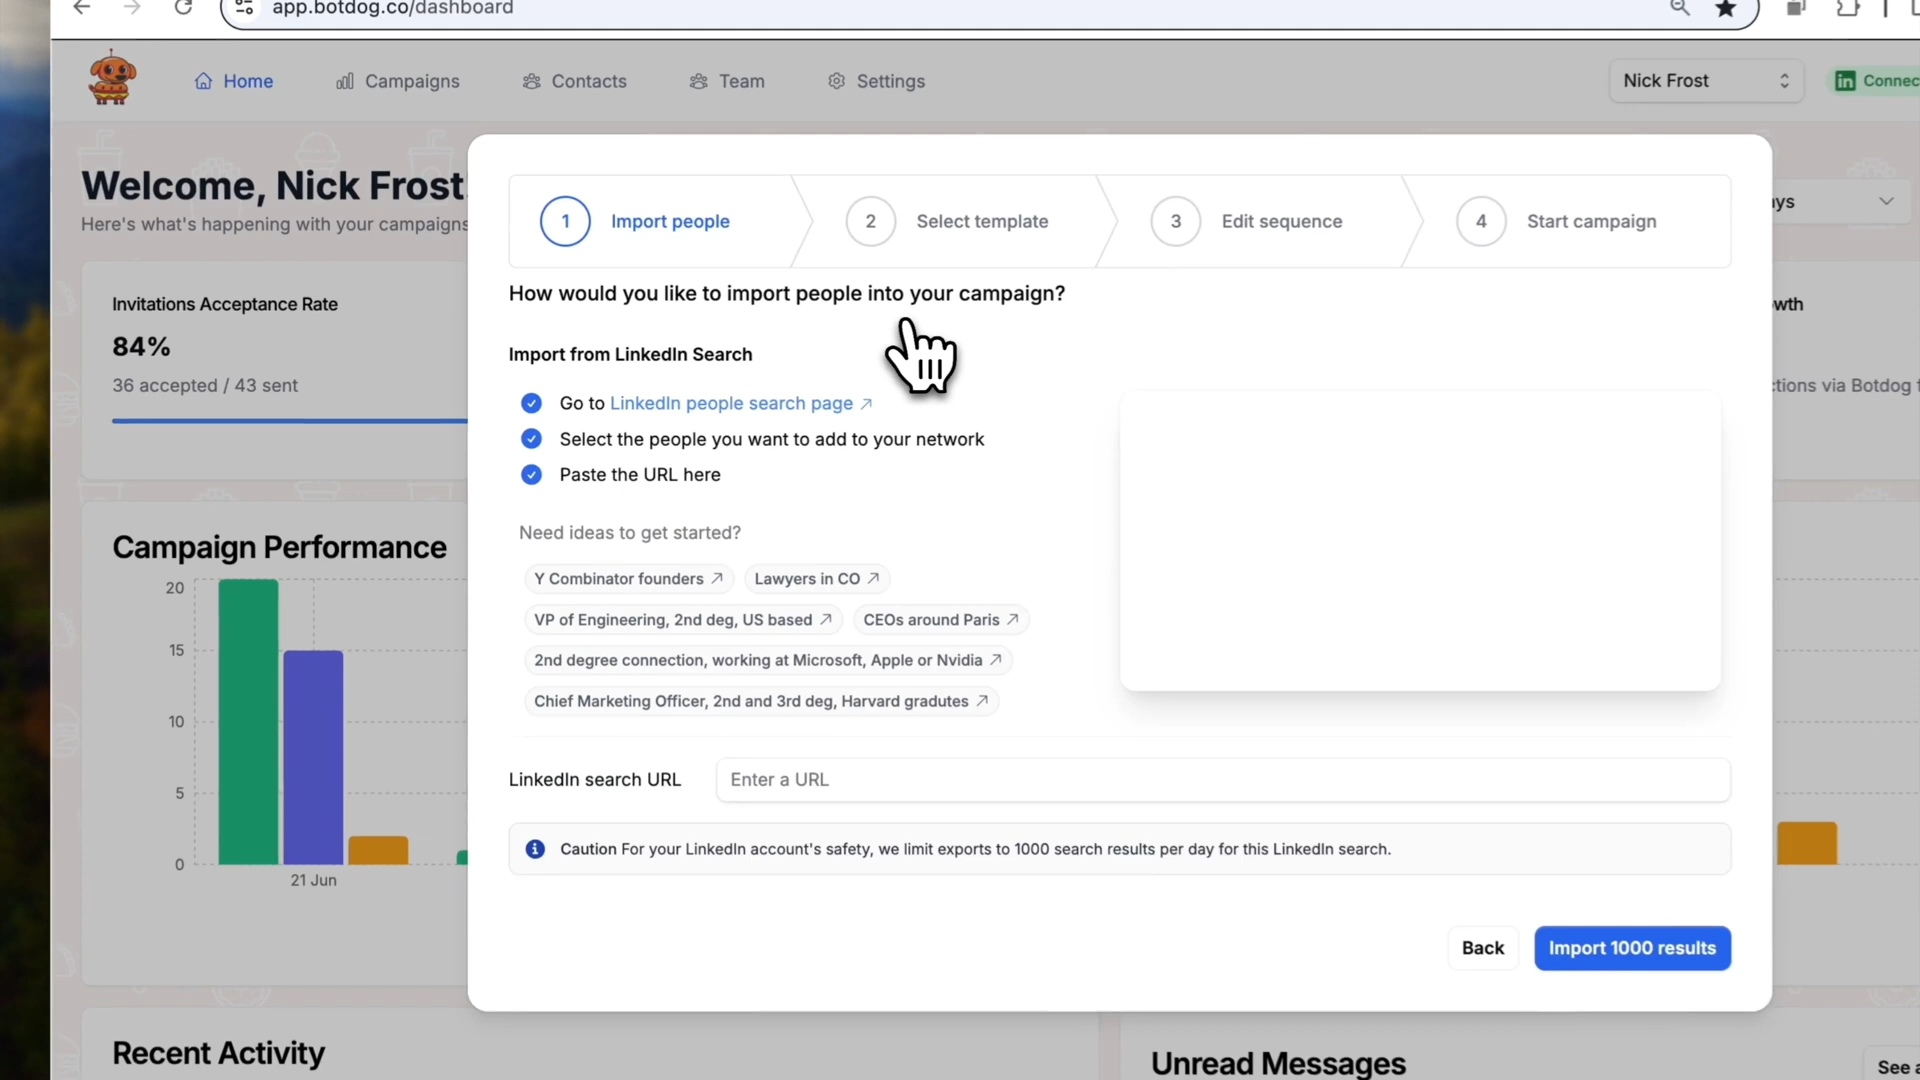 app.botdog.co/dashboard
Home
Campaigns
Contacts
Team
Settings
Nick Frost
in Connec
Welcome, Nick Frost!
Here's what's happening with your campaigns
ays
Invitations Acceptance Rate
84%
36 accepted / 43 sent
wth
ctions via Botdog
1 Import people
2 Select template
3 Edit sequence
4 Start campaign
How would you like to import people into your campaign?
Import from LinkedIn Search
Go to LinkedIn people search page
Select the people you want to add to your network
Paste the URL here
Need ideas to get started?
Y Combinator founders
Lawyers in CO
VP of Engineering, 2nd deg, US based
CEOs around Paris
2nd degree connection, working at Microsoft, Apple or Nvidia
Chief Marketing Officer, 2nd and 3rd deg, Harvard gradutes
LinkedIn search URL
Enter a URL
Caution For your LinkedIn account's safety, we limit exports to 1000 search results per day for this LinkedIn search.
Back
Import 1000 results
Campaign Performance
20
15
10
5
0
21 Jun
Recent Activity
Unread Messages
See a